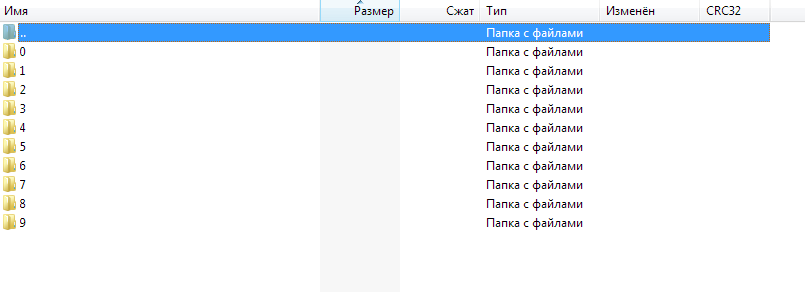 Имя Размер Сжат Тип Изменён CRC32
.. Папка с файлами
0 Папка с файлами
1 Папка с файлами
2 Папка с файлами
3 Папка с файлами
4 Папка с файлами
5 Папка с файлами
6 Папка с файлами
7 Папка с файлами
8 Папка с файлами
9 Папка с файлами